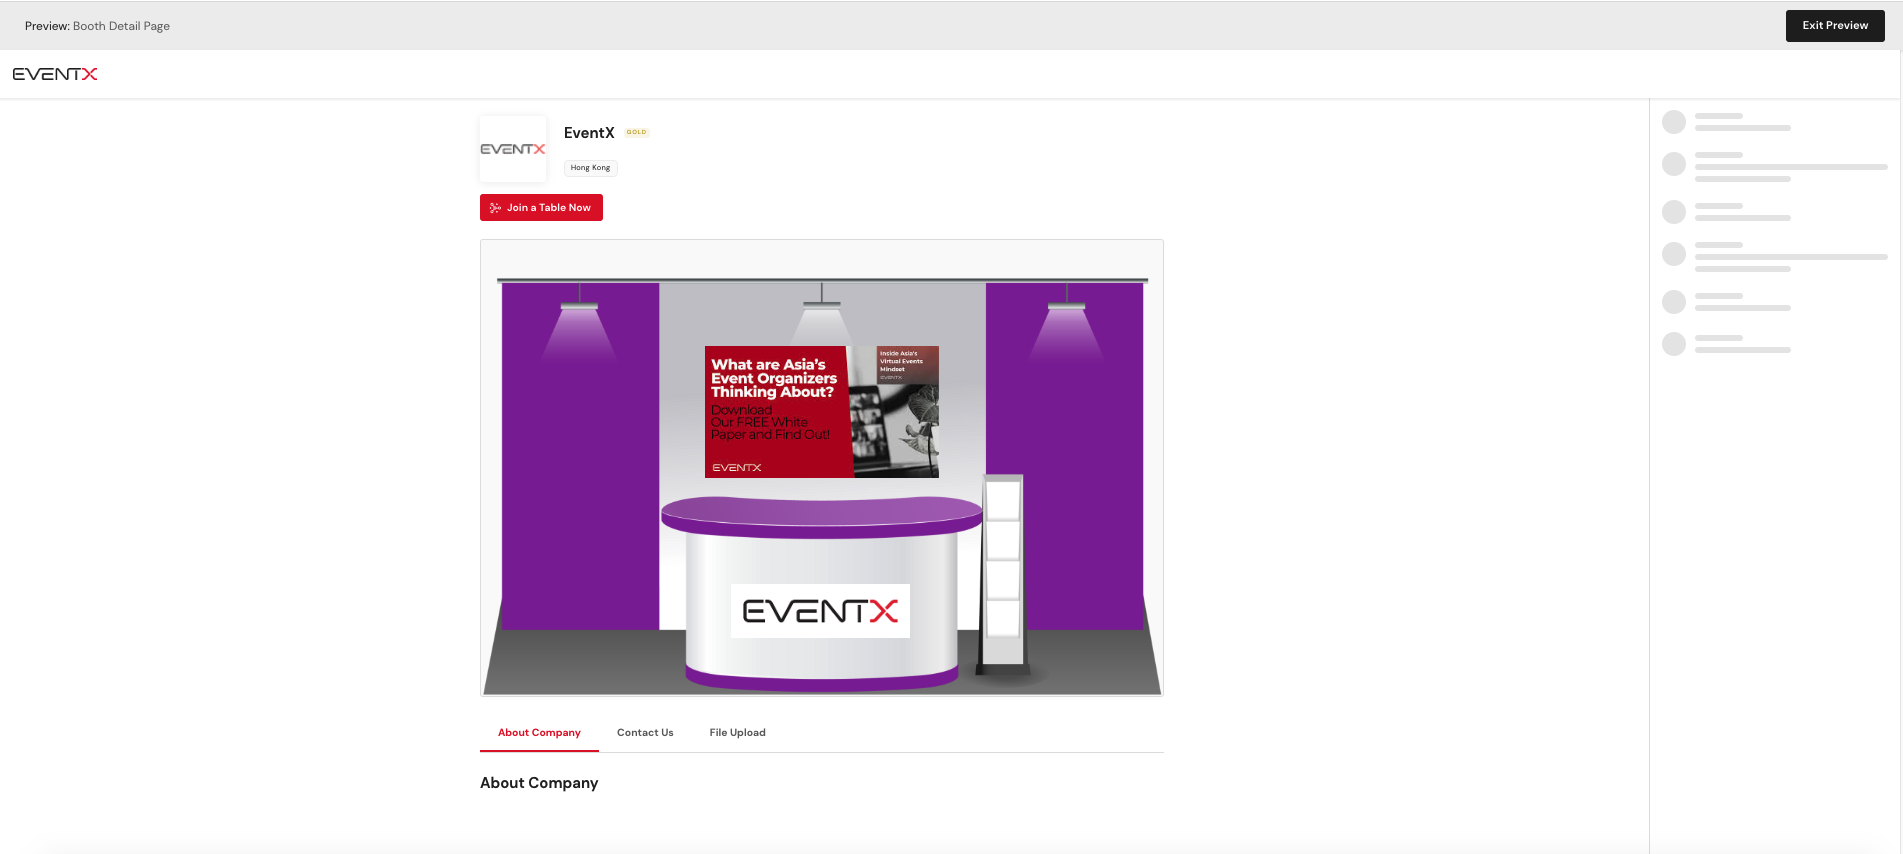 Preview: Booth Detail Page
Exit Preview
EVENTX
EVENTX
EventX GOLD
Hong Kong
Join a Table Now
What are Asia's
Event Organizers
Thinking About?
Download
Our FREE White
Paper and Find Out!
EVENTX
Inside Asia's
Virtual Events
Mindset
EVENTX
EVENTX
About Company
Contact Us
File Upload
About Company